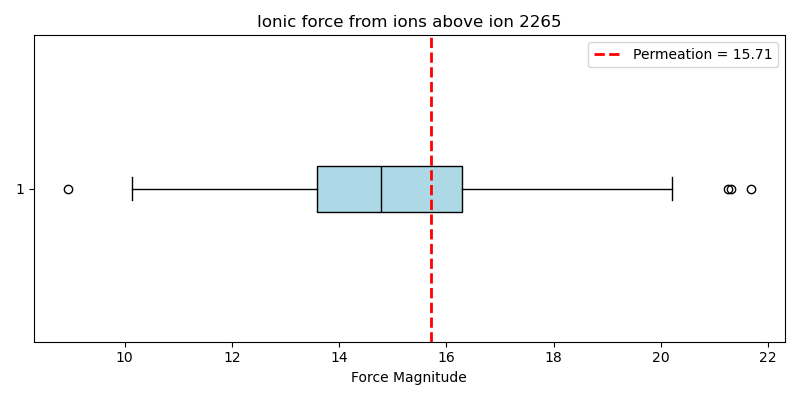 Ionic force from ions above ion 2265
Permeation = 15.71
1
10 12 14 16 18 20 22
Force Magnitude